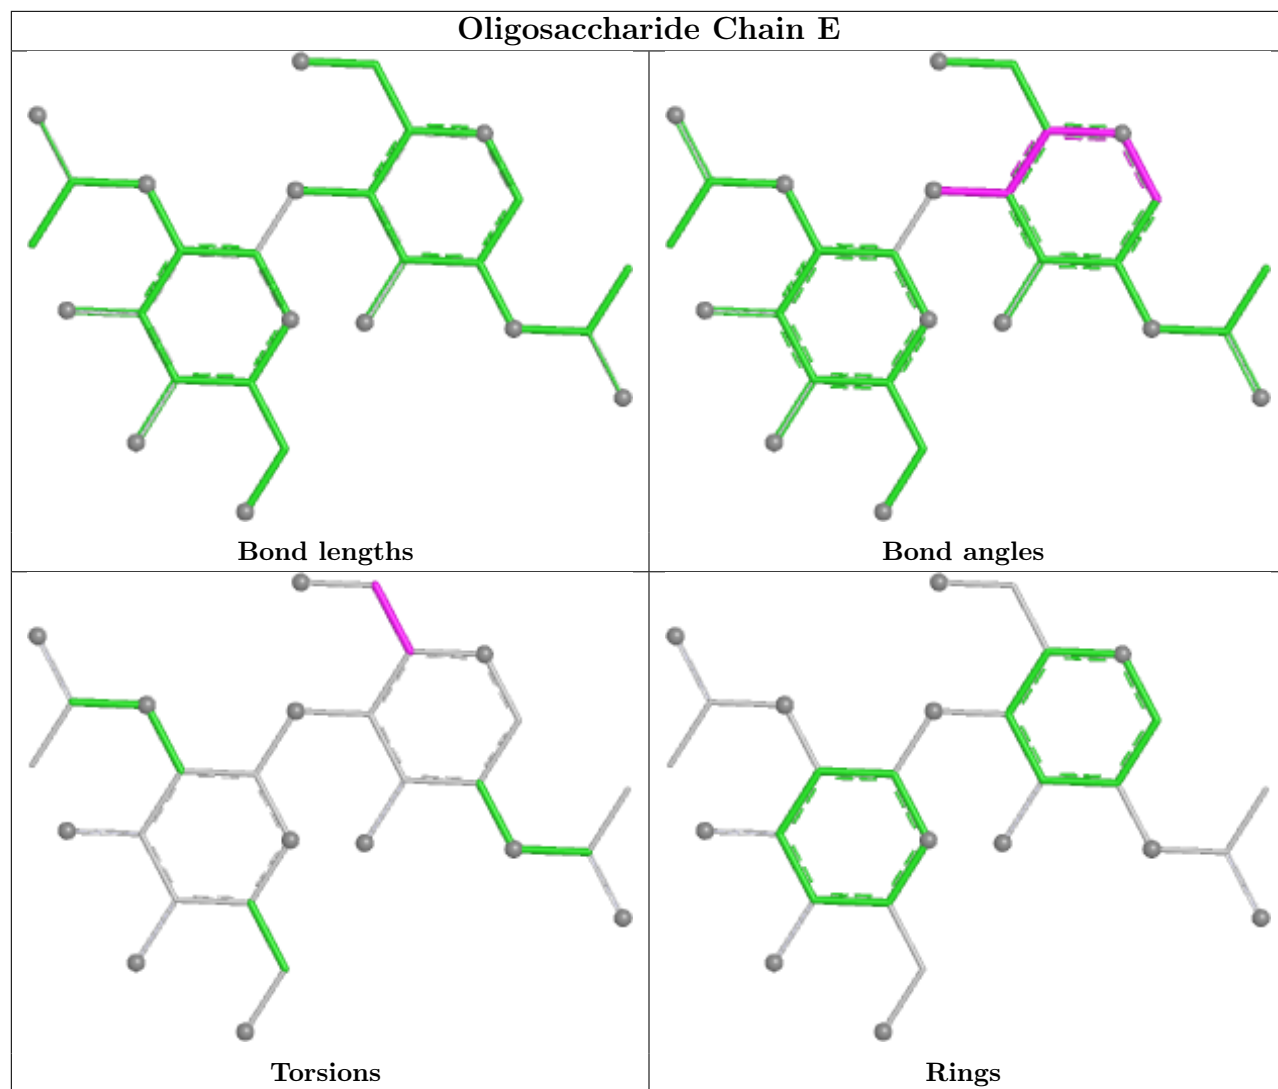 Oligosaccharide Chain E
Bond lengths
Bond angles
Torsions
Rings